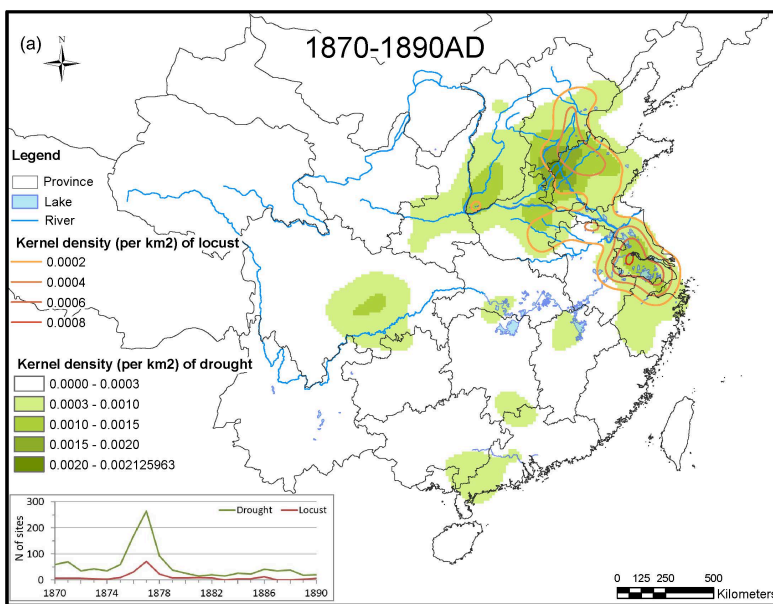 (a)
1870-1890AD
N
Legend
Province
Lake
River
Kernel density (per km2) of locust
0.0002
0.0004
0.0006
0.0008
Kernel density (per km2) of drought
0.0000 - 0.0003
0.0003 - 0.0010
0.0010 - 0.0015
0.0015 - 0.0020
0.0020 - 0.002125963
300
200
100
0
N of sites
Drought
Locust
1870 1874 1878 1882 1886 1890
0 125 250 500
Kilometers